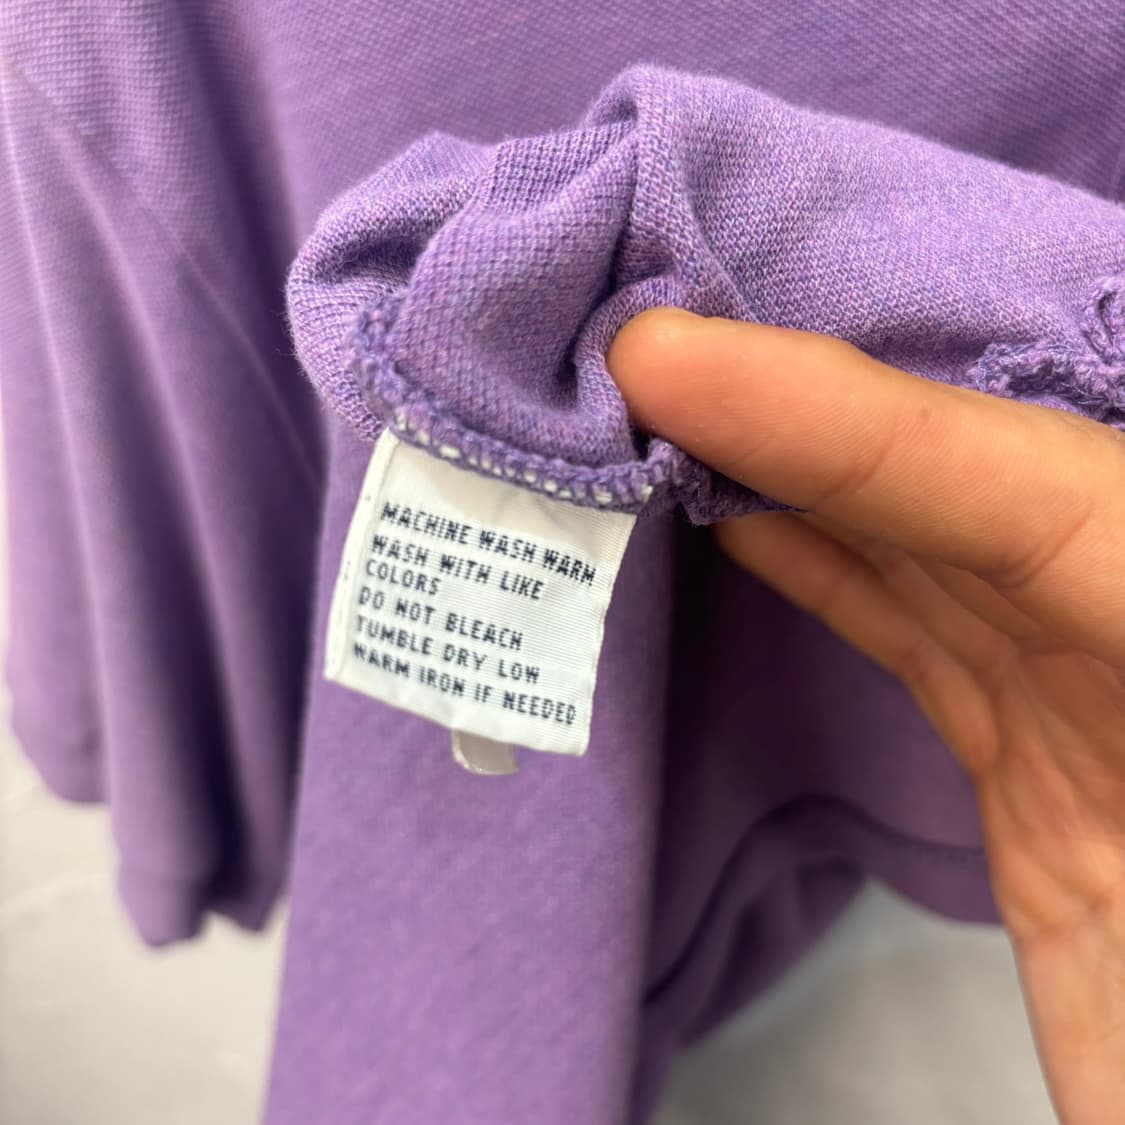 MACHINE WASH WARM
WASH WITH LIKE
COLORS
DO NOT BLEACH
TUMBLE DRY LOW
WARM IRON IF NEEDED